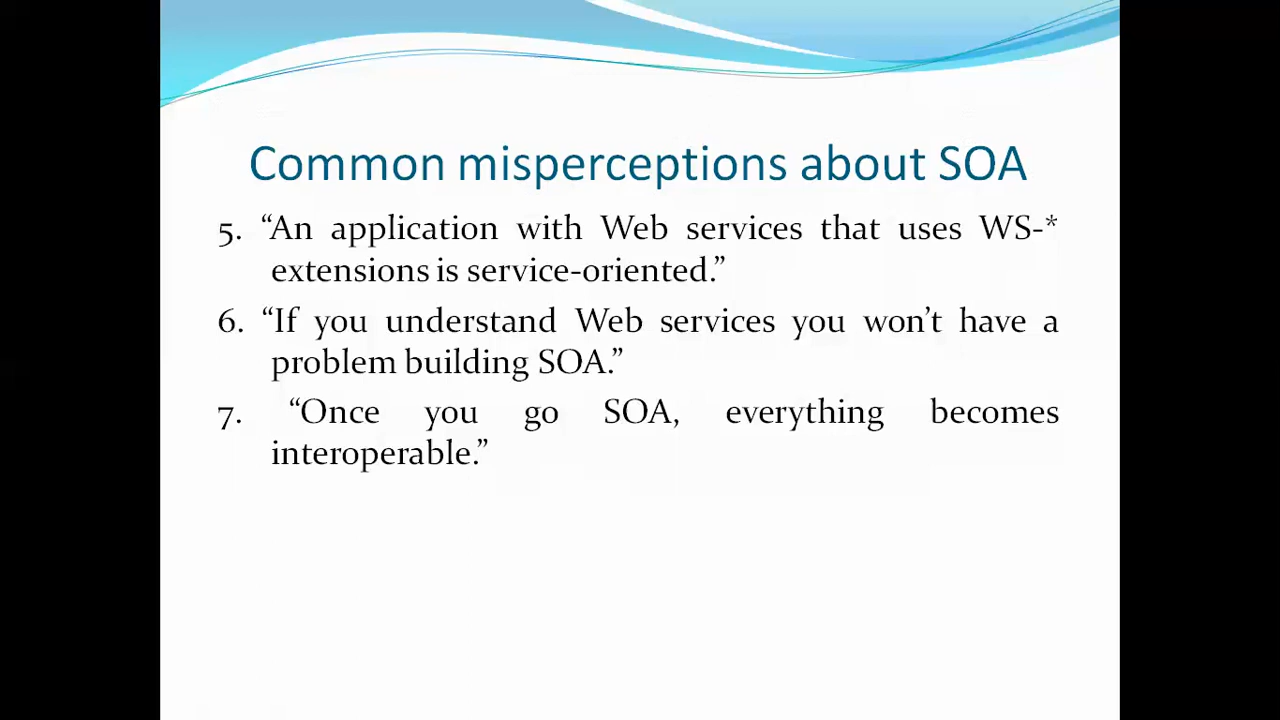 Common misperceptions about SOA
5. “An application with Web services that uses WS-*
extensions is service-oriented.”
6. “If you understand Web services you won’t have a
problem building SOA.”
7. “Once you go SOA, everything becomes
interoperable.”